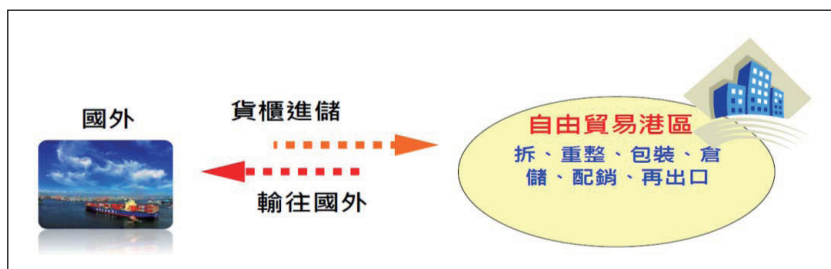 國外
貨櫃進儲
輸往國外
自由貿易港區
拆、重整、包裝、倉
儲、配銷、再出口